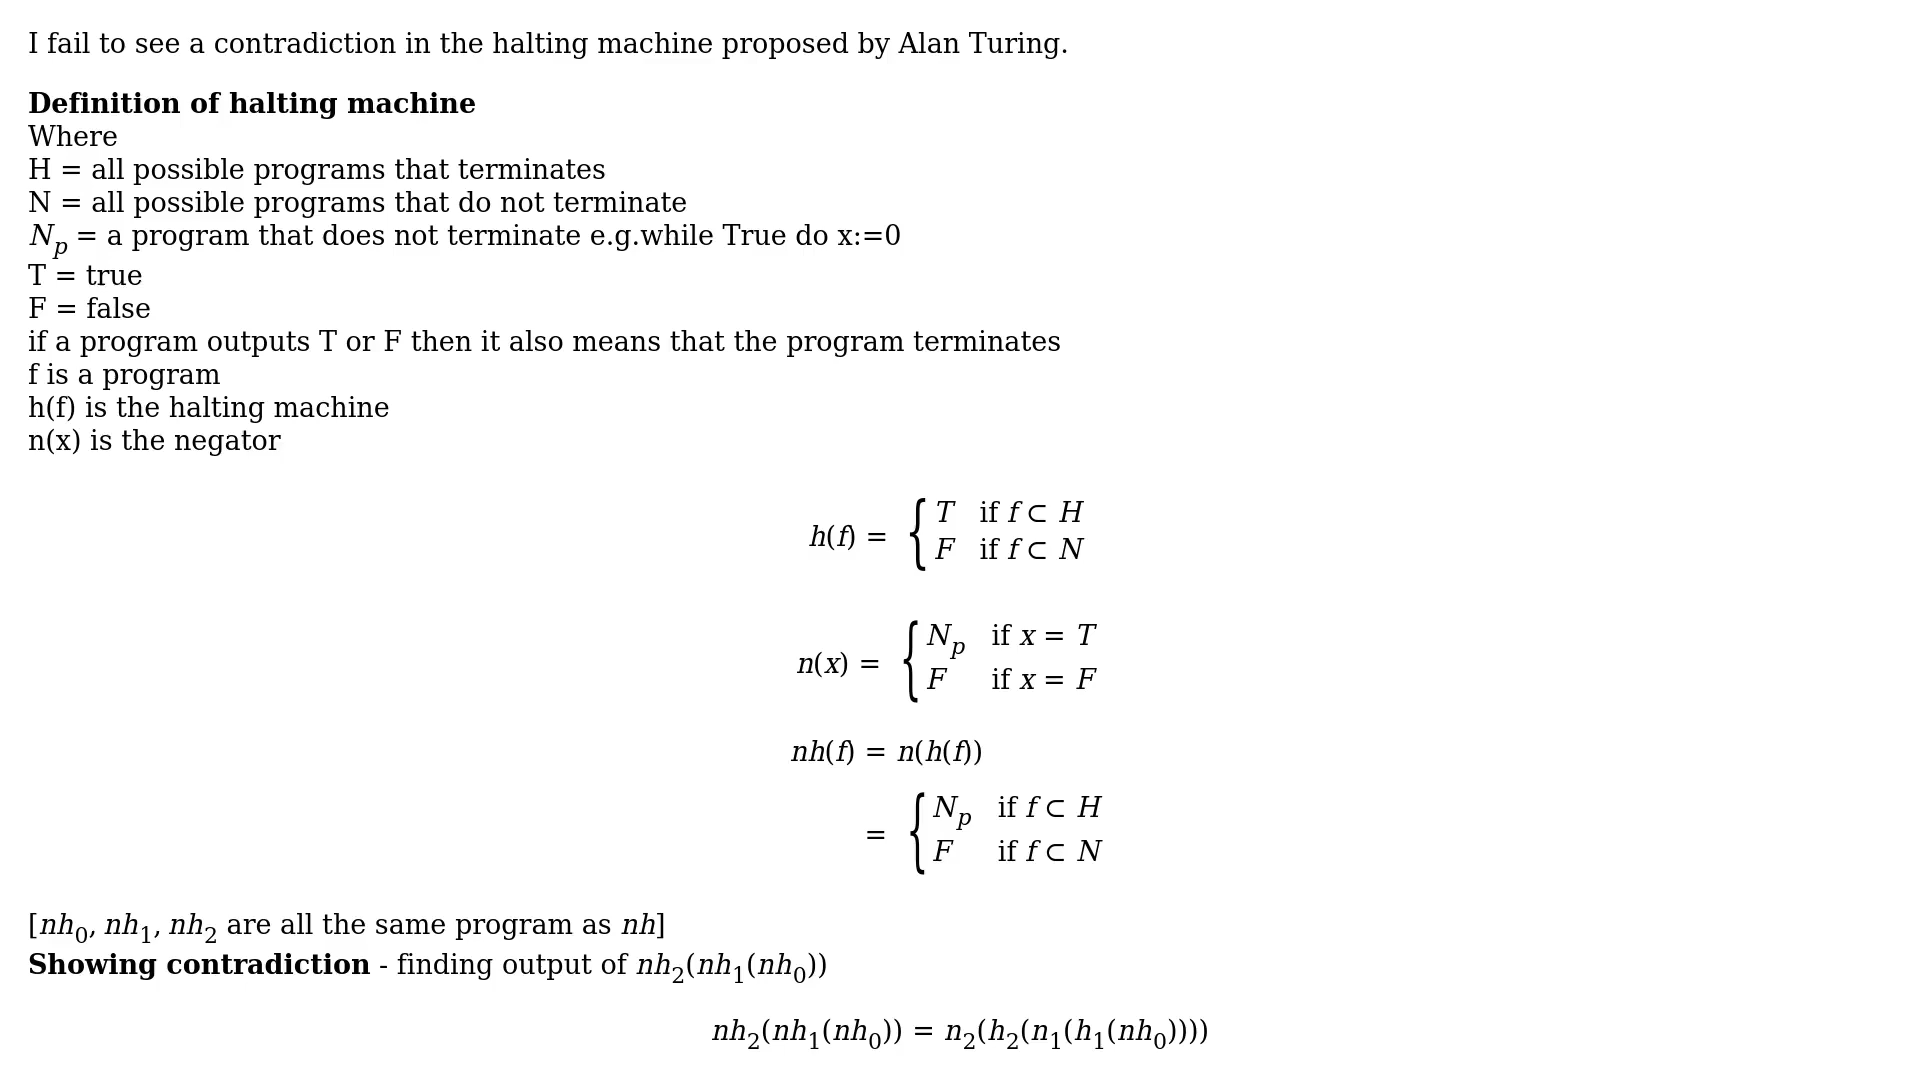 I fail to see a contradiction in the halting machine proposed by Alan Turing.
Definition of halting machine
Where
H = all possible programs that terminates
N = all possible programs that do not terminate
N_p = a program that does not terminate e.g.while True do x:=0
T = true
F = false
if a program outputs T or F then it also means that the program terminates
f is a program
h(f) is the halting machine
n(x) is the negator
h(f) = { T if f ⊂ H
F if f ⊂ N
n(x) = { N_p if x = T
F if x = F
nh(f) = n(h(f))
= { N_p if f ⊂ H
F if f ⊂ N
[nh_0, nh_1, nh_2 are all the same program as nh]
Showing contradiction - finding output of nh_2(nh_1(nh_0))
nh_2(nh_1(nh_0)) = n_2(h_2(n_1(h_1(nh_0))))